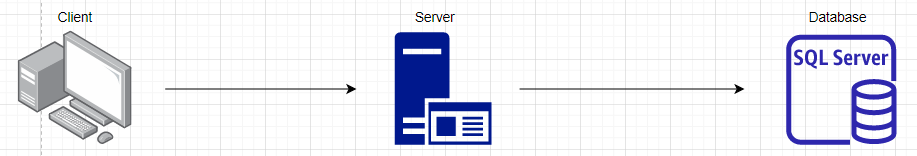 Client
Server
Database
SQL Server